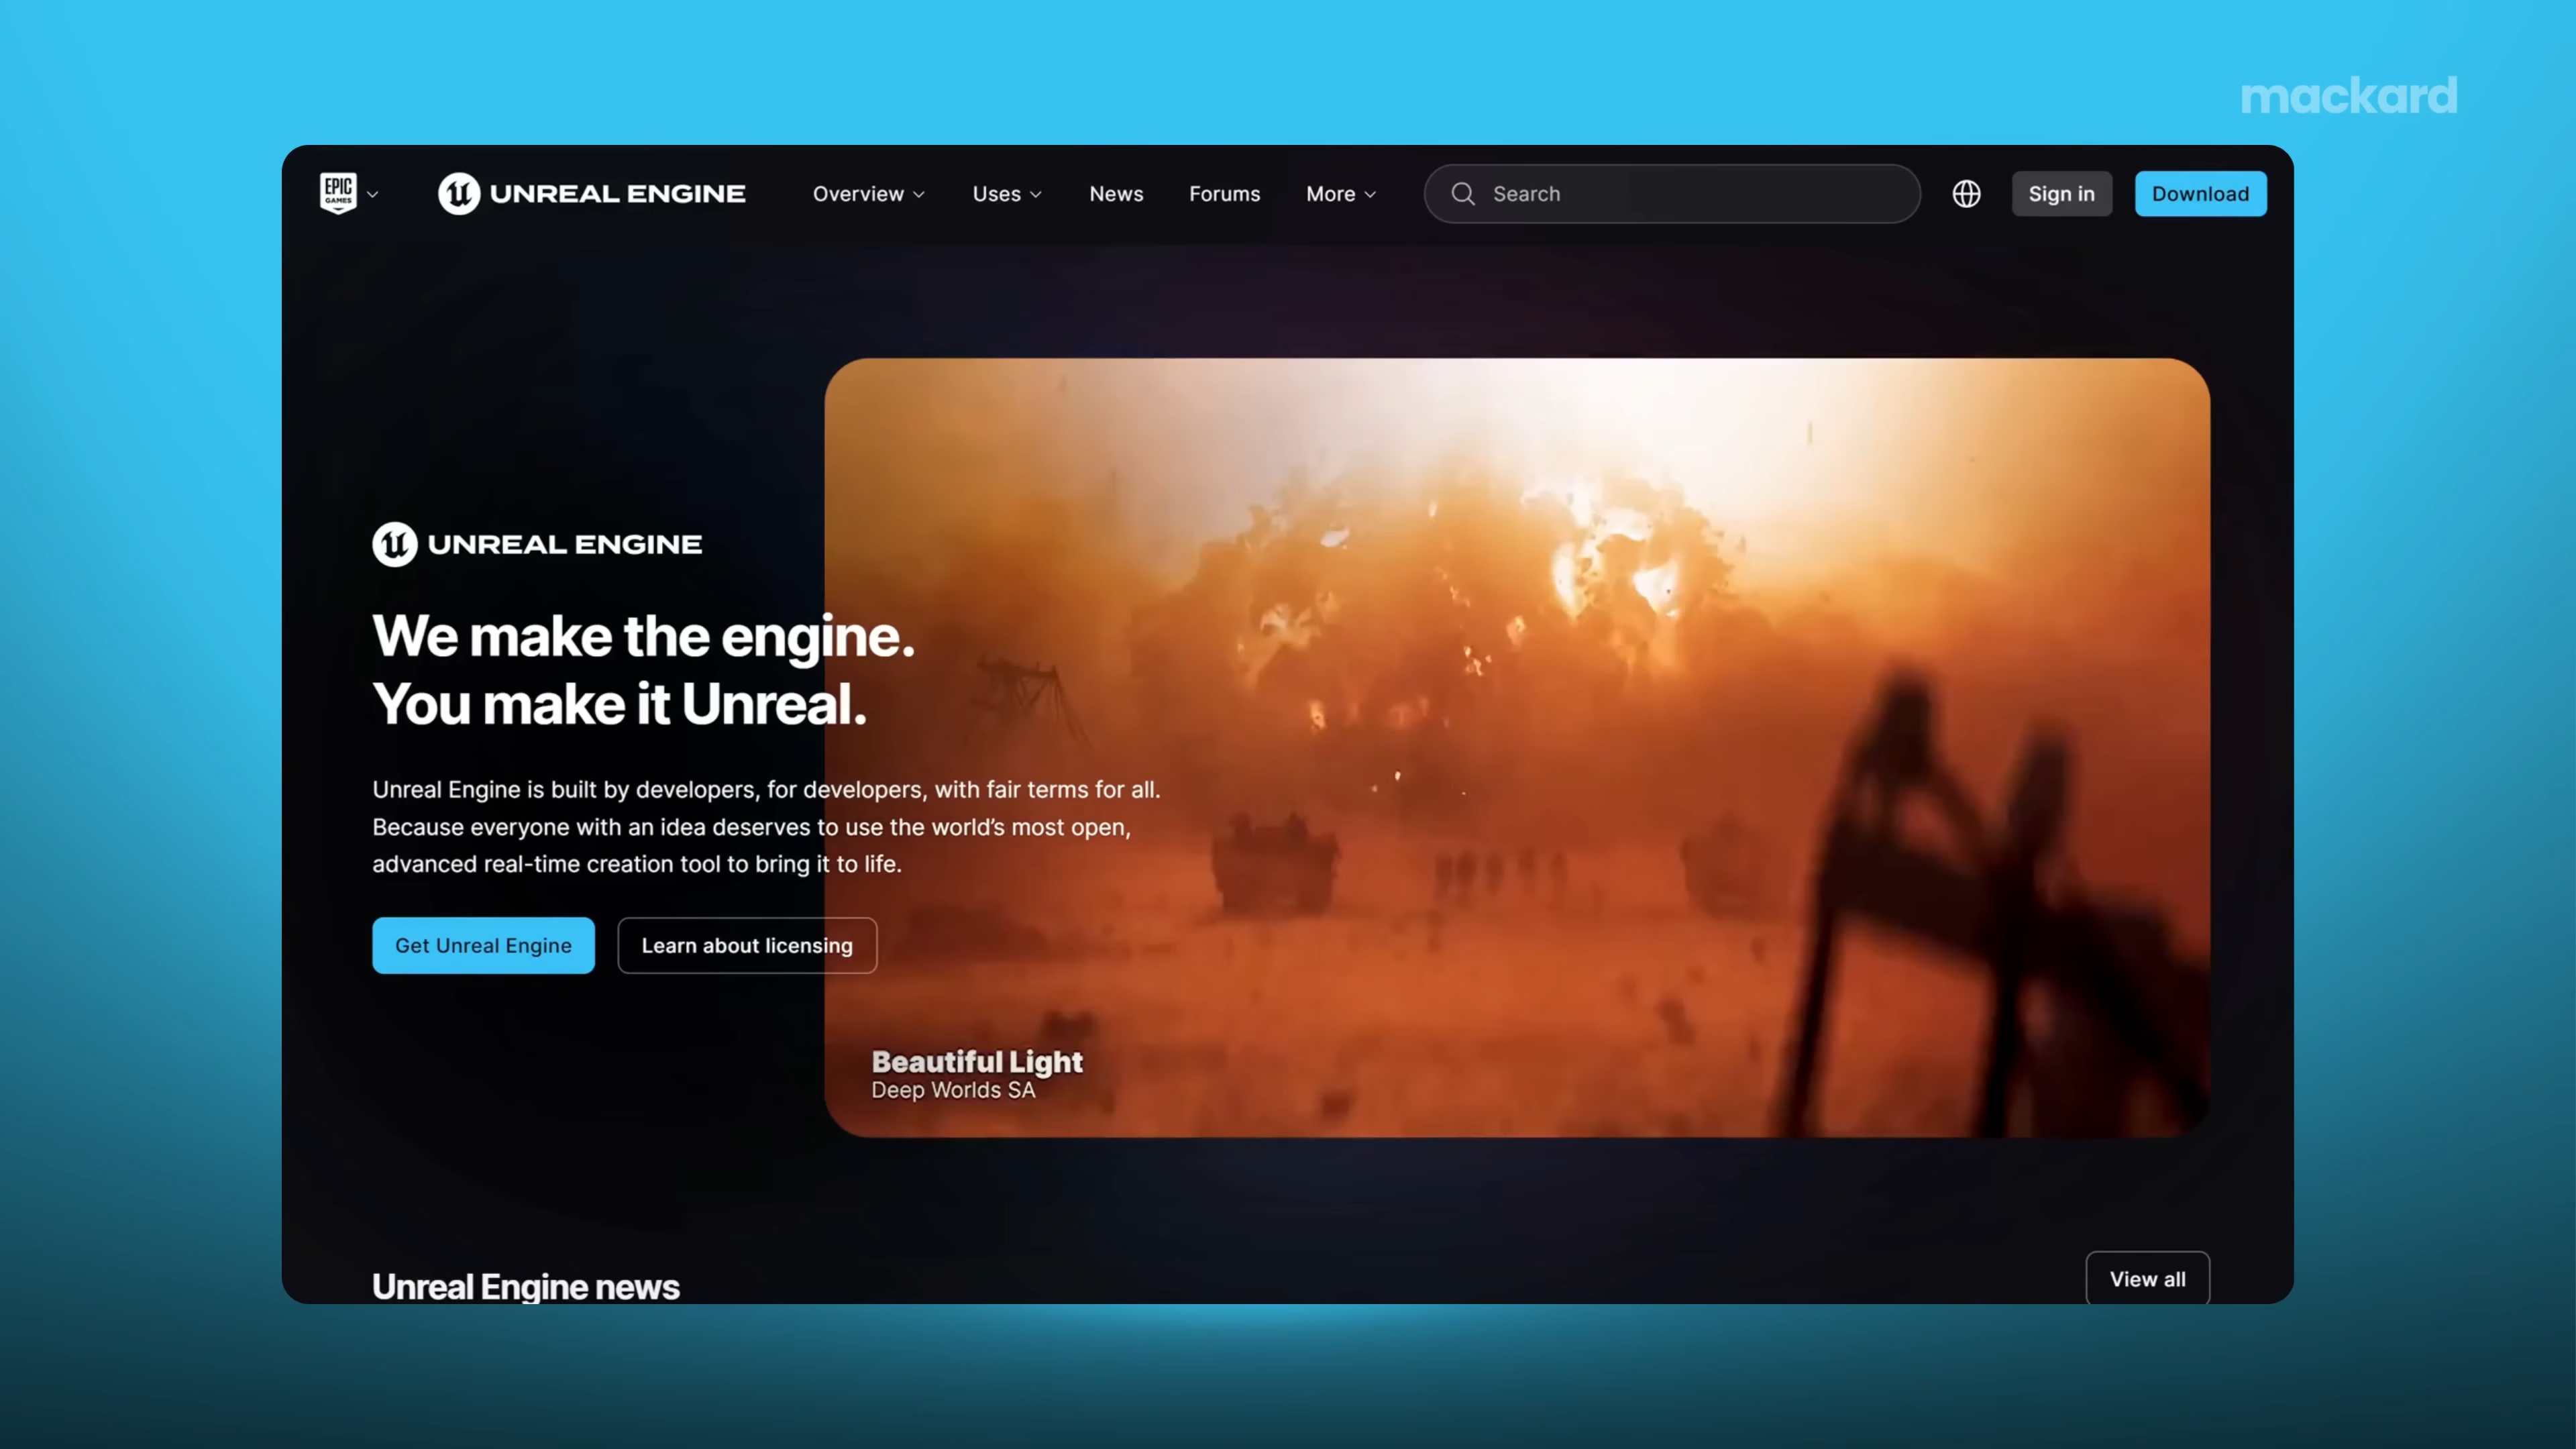 mackard
EPIC
GAMES
UNREAL ENGINE
Overview
Uses
News
Forums
More
Search
Sign in
Download
UNREAL ENGINE
We make the engine.
You make it Unreal.
Unreal Engine is built by developers, for developers, with fair terms for all.
Because everyone with an idea deserves to use the world’s most open,
advanced real-time creation tool to bring it to life.
Get Unreal Engine
Learn about licensing
Beautiful Light
Deep Worlds SA
Unreal Engine news
View all